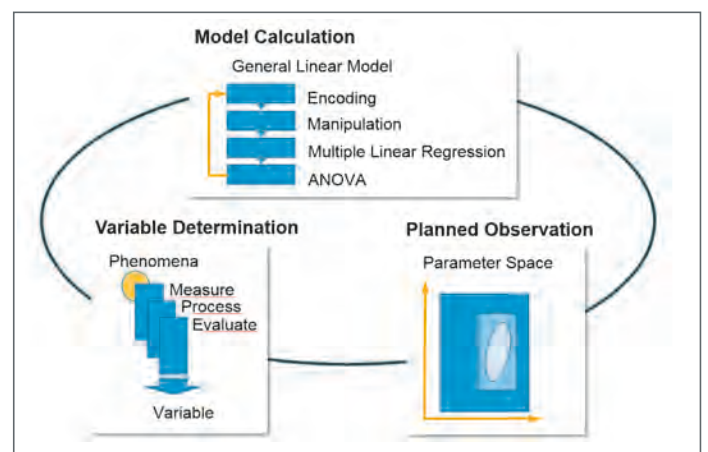 Model Calculation
General Linear Model
Encoding
Manipulation
Multiple Linear Regression
ANOVA
Variable Determination
Phenomena
Measure
Process
Evaluate
Variable
Planned Observation
Parameter Space